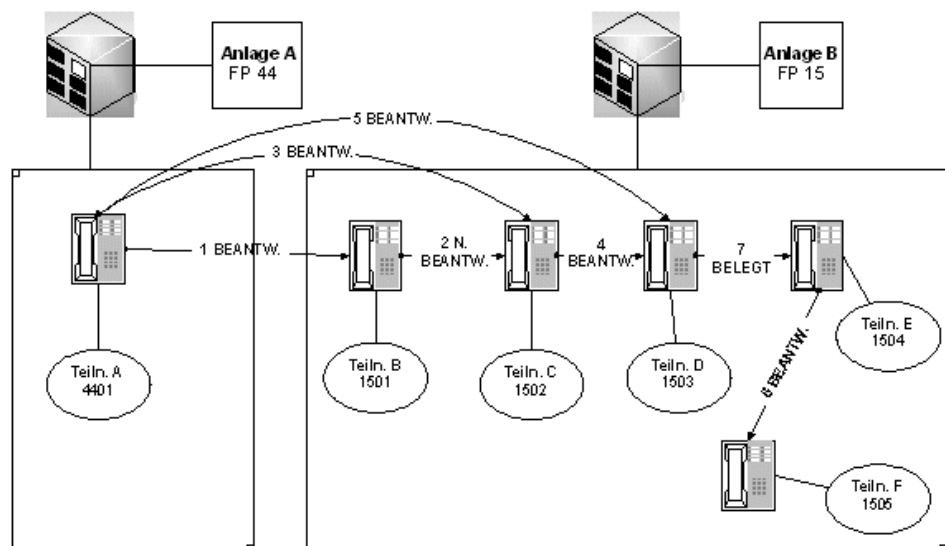 Anlage A
FP 44
Anlage B
FP 15
5 BEANTW.
3 BEANTW.
1 BEANTW.
2 N.
BEANTW.
4
BEANTW.
7
BELEGT
6 BEANTW.
Teiln. A
4401
Teiln. B
1501
Teiln. C
1502
Teiln. D
1503
Teiln. E
1504
Teiln. F
1505